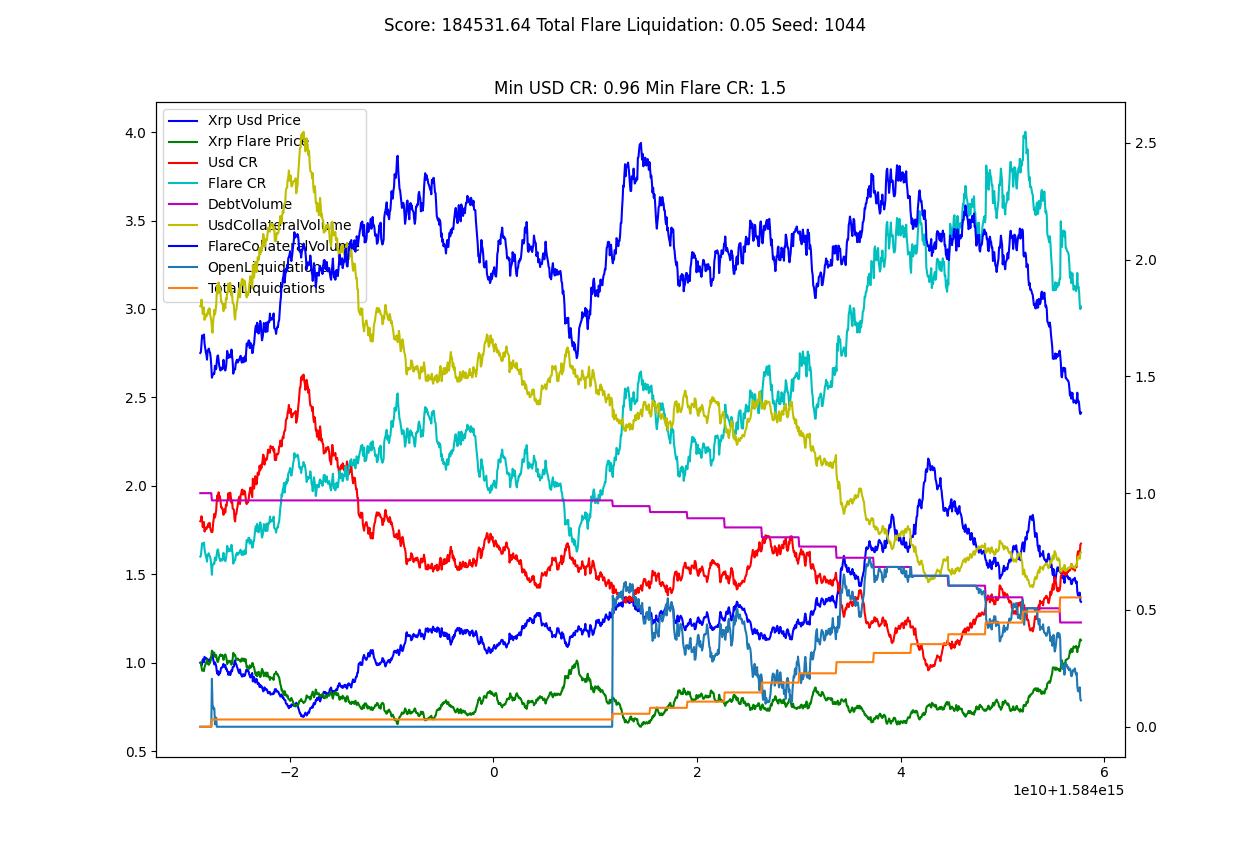 Score: 184531.64 Total Flare Liquidation: 0.05 Seed: 1044
Min USD CR: 0.96 Min Flare CR: 1.5
Xrp Usd Price
Xrp Flare Price
Usd CR
Flare CR
DebtVolume
UsdCollateralVolume
FlareCollateralVolume
OpenLiquidations
TotalLiquidations
4.0
3.5
3.0
2.5
2.0
1.5
1.0
0.5
2.5
2.0
1.5
1.0
0.5
0.0
−2 0 2 4 6
1e10+1.584e15